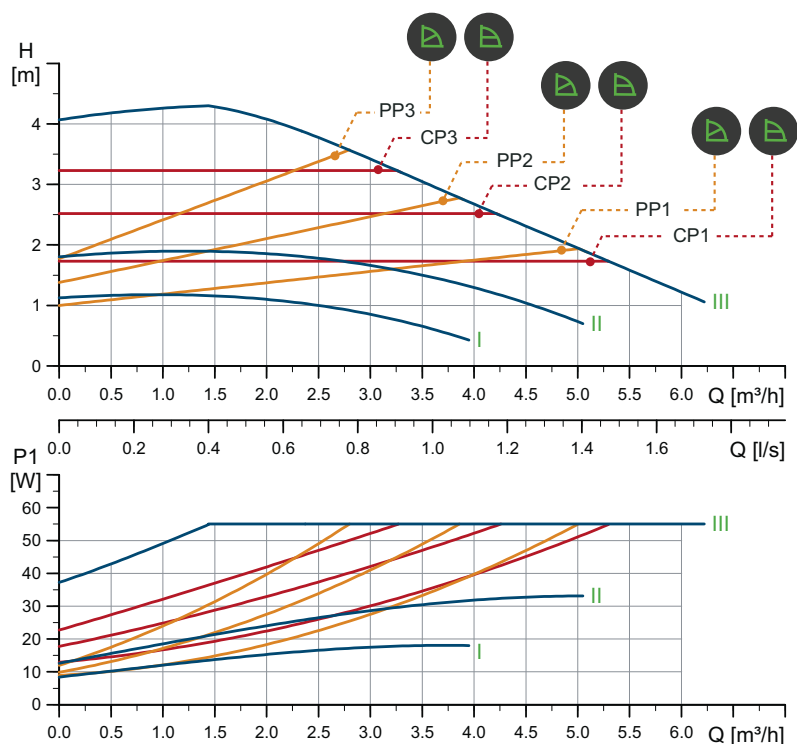 H
[m]
PP3
CP3
PP2
CP2
PP1
CP1
4
3
2
1
0
I
II
III
0.0 0.5 1.0 1.5 2.0 2.5 3.0 3.5 4.0 4.5 5.0 5.5 6.0 Q [m³/h]
0.0 0.2 0.4 0.6 0.8 1.0 1.2 1.4 1.6 Q [l/s]
P1
[W]
60
50
40
30
20
10
0
III
II
I
0.0 0.5 1.0 1.5 2.0 2.5 3.0 3.5 4.0 4.5 5.0 5.5 6.0 Q [m³/h]